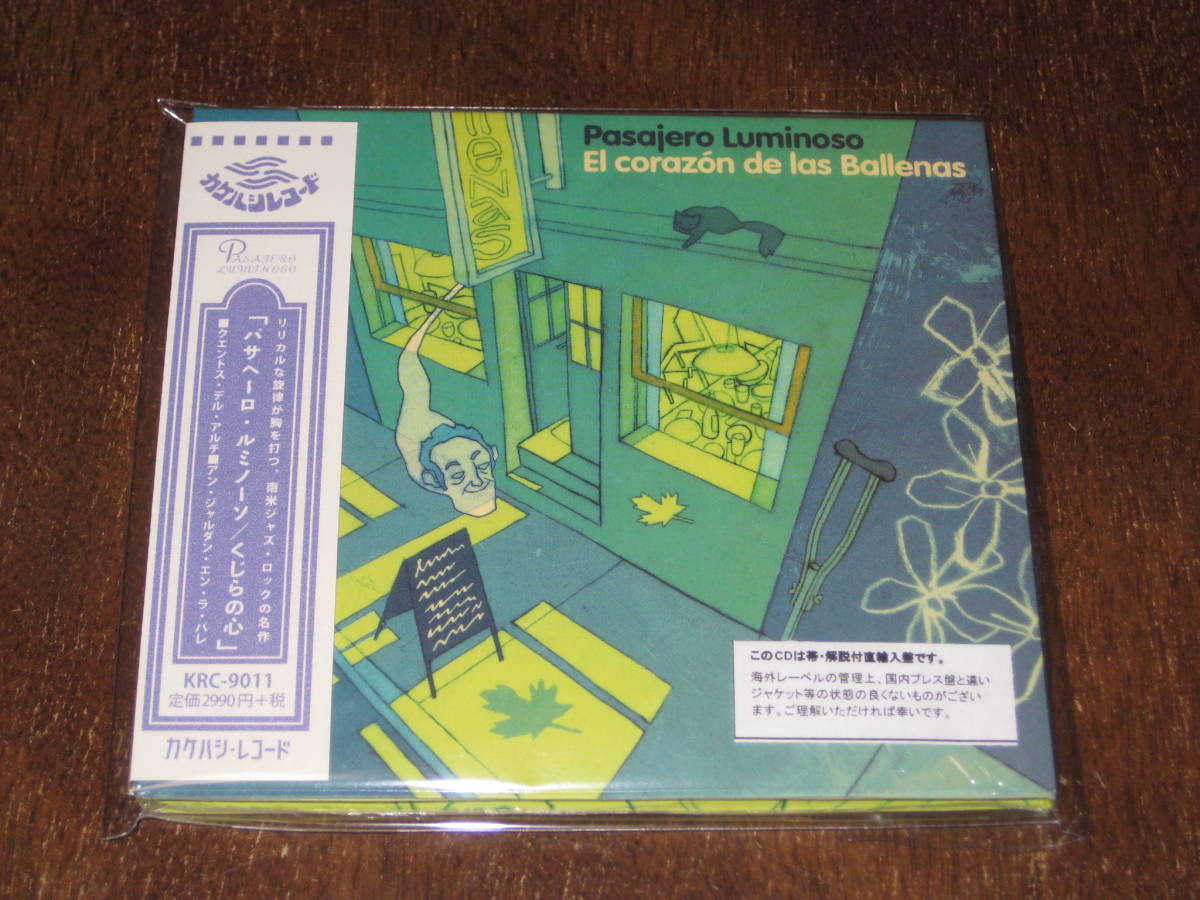 Pasajero Luminoso
El corazón de las Ballenas
カケハシレコード
PASAJERO
LUMINOSO
リリカルな旋律が胸を打つ、南米ジャズ・ロックの名作
「パサヘーロ・ルミノーソ／くじらの心」
■クエントス・デル・アルチ■アン・ジャルダン・エン・ラ・パレ
KRC-9011
定価2990円+税
カケハシ・レコード
このCDは帯・解説付直輸入盤です。
海外レーベルの管理上、国内プレス盤と違い
ジャケット等の状態の良くないものがござい
ます。ご理解いただければ幸いです。